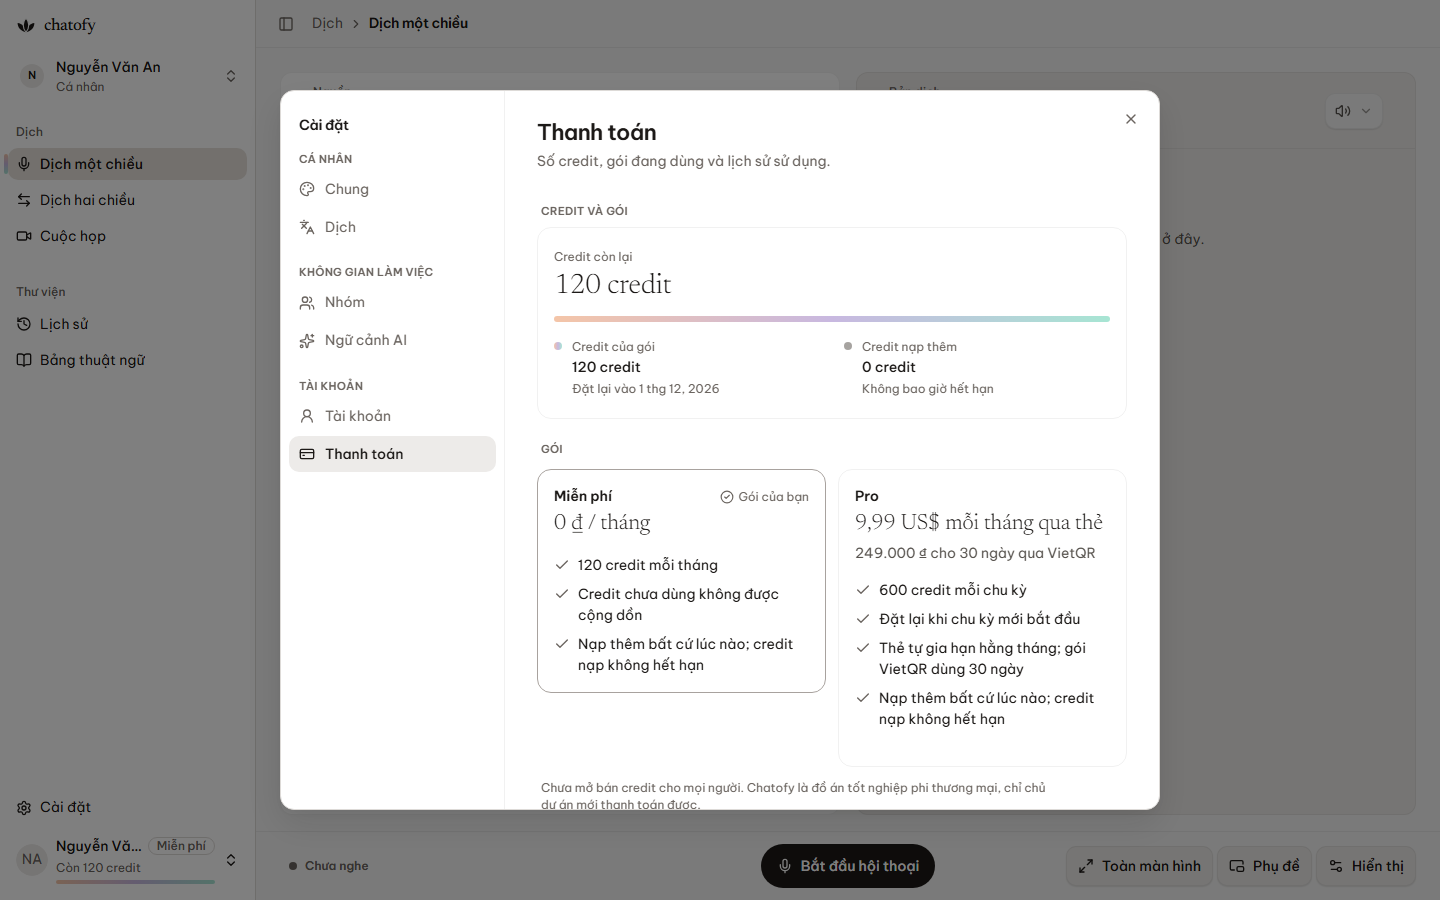 chatofy
N
Nguyễn Văn An
Cá nhân
Dịch
Dịch một chiều
Dịch hai chiều
Cuộc họp
Thư viện
Lịch sử
Bảng thuật ngữ
Cài đặt
NA
Nguyễn Vă...
Miễn phí
Còn 120 credit
Dịch > Dịch một chiều
Cài đặt
CÁ NHÂN
Chung
Dịch
KHÔNG GIAN LÀM VIỆC
Nhóm
Ngữ cảnh AI
TÀI KHOẢN
Tài khoản
Thanh toán
Thanh toán
Số credit, gói đang dùng và lịch sử sử dụng.
CREDIT VÀ GÓI
Credit còn lại
120 credit
Credit của gói
120 credit
Đặt lại vào 1 thg 12, 2026
Credit nạp thêm
0 credit
Không bao giờ hết hạn
GÓI
Miễn phí
Gói của bạn
0 ₫ / tháng
120 credit mỗi tháng
Credit chưa dùng không được
cộng dồn
Nạp thêm bất cứ lúc nào; credit
nạp không hết hạn
Pro
9,99 US$ mỗi tháng qua thẻ
249.000 ₫ cho 30 ngày qua VietQR
600 credit mỗi chu kỳ
Đặt lại khi chu kỳ mới bắt đầu
Thẻ tự gia hạn hằng tháng; gói
VietQR dùng 30 ngày
Nạp thêm bất cứ lúc nào; credit
nạp không hết hạn
Chưa mở bán credit cho mọi người. Chatofy là đồ án tốt nghiệp phi thương mại, chỉ chủ
dự án mới thanh toán được.
ở đây.
Chưa nghe
Bắt đầu hội thoại
Toàn màn hình
Phụ đề
Hiển thị